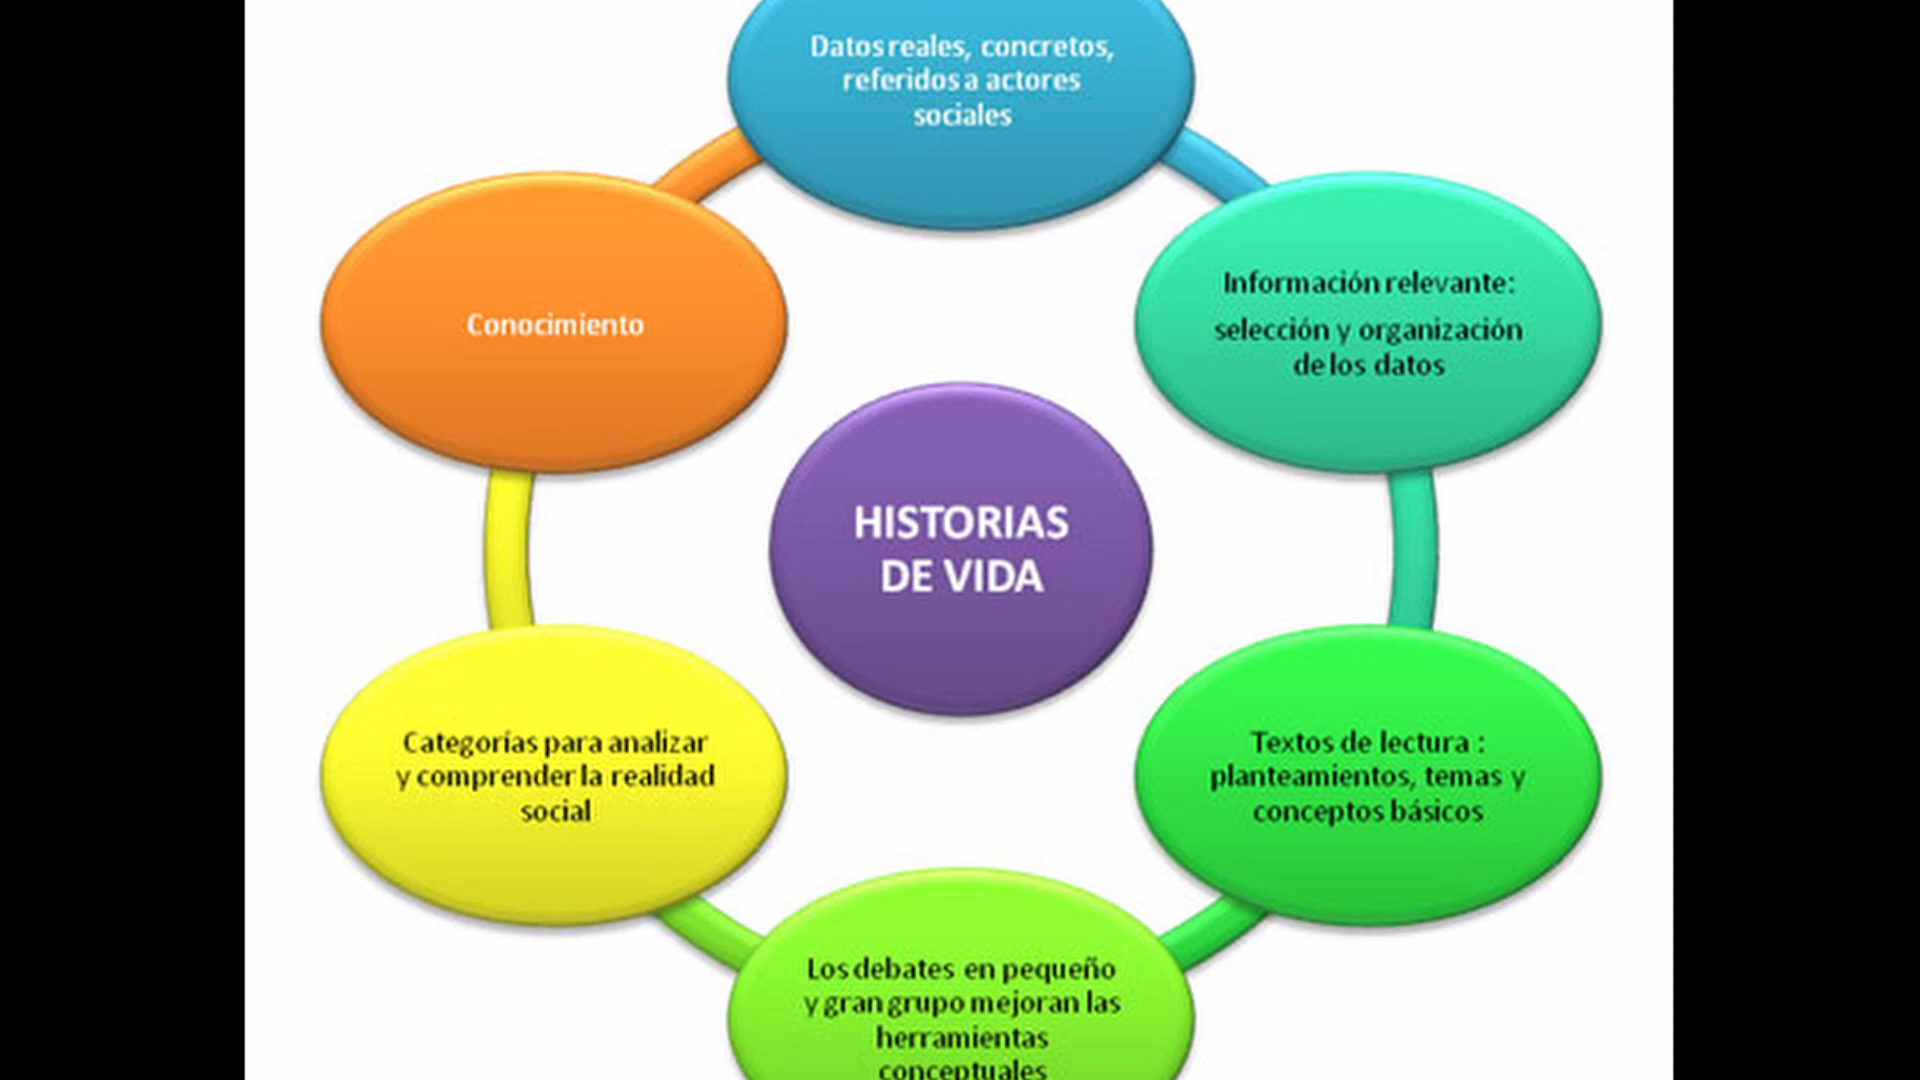 Datos reales, concretos,
referidos a actores
sociales
Información relevante:
selección y organización
de los datos
Textos de lectura :
planteamientos, temas y
conceptos básicos
Los debates en pequeño
y gran grupo mejoran las
herramientas
conceptuales
Categorías para analizar
y comprender la realidad
social
Conocimiento
HISTORIAS
DE VIDA